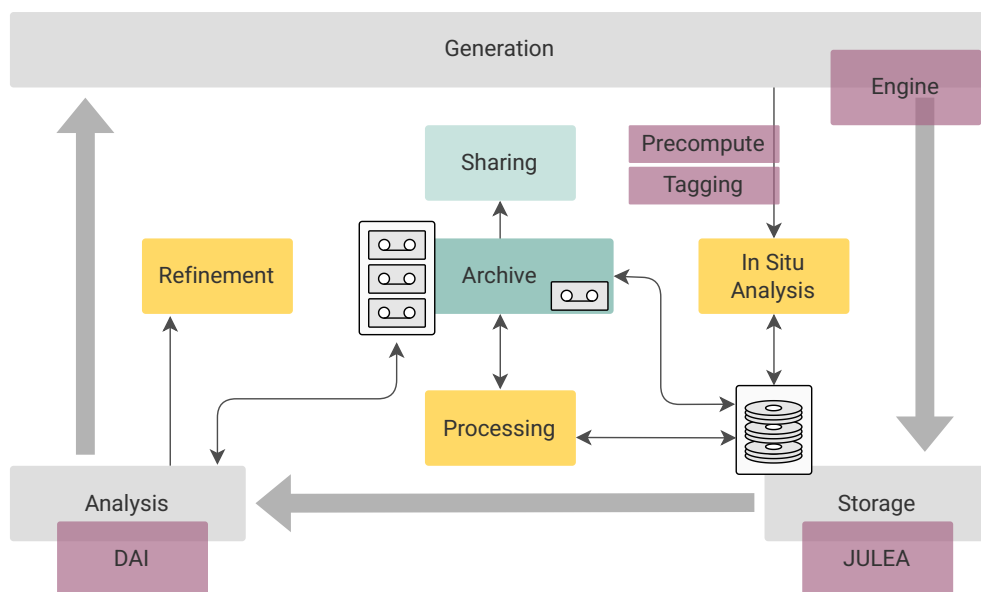 Generation
Engine
Precompute
Sharing
Tagging
Refinement
Archive
In Situ
Analysis
Processing
Analysis
Storage
DAI
JULEA